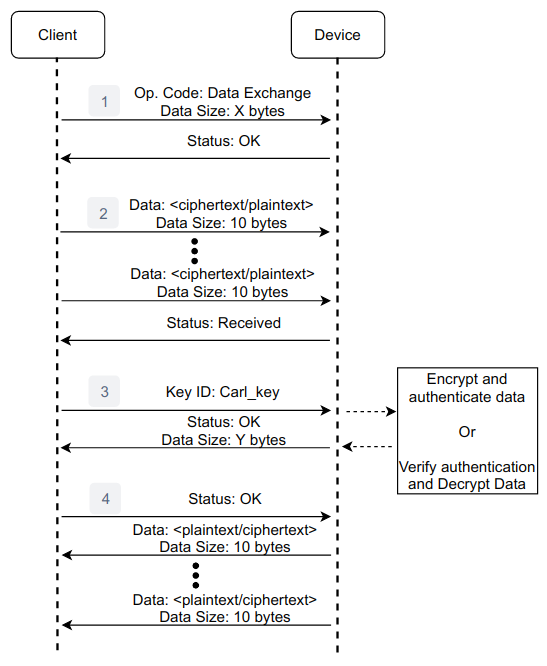 Client
Device
1
Op. Code: Data Exchange
Data Size: X bytes
Status: OK
2
Data: <ciphertext/plaintext>
Data Size: 10 bytes
Data: <ciphertext/plaintext>
Data Size: 10 bytes
Status: Received
3
Key ID: Carl_key
Status: OK
Data Size: Y bytes
Encrypt and
authenticate data
Or
Verify authentication
and Decrypt Data
4
Status: OK
Data: <plaintext/ciphertext>
Data Size: 10 bytes
Data: <plaintext/ciphertext>
Data Size: 10 bytes